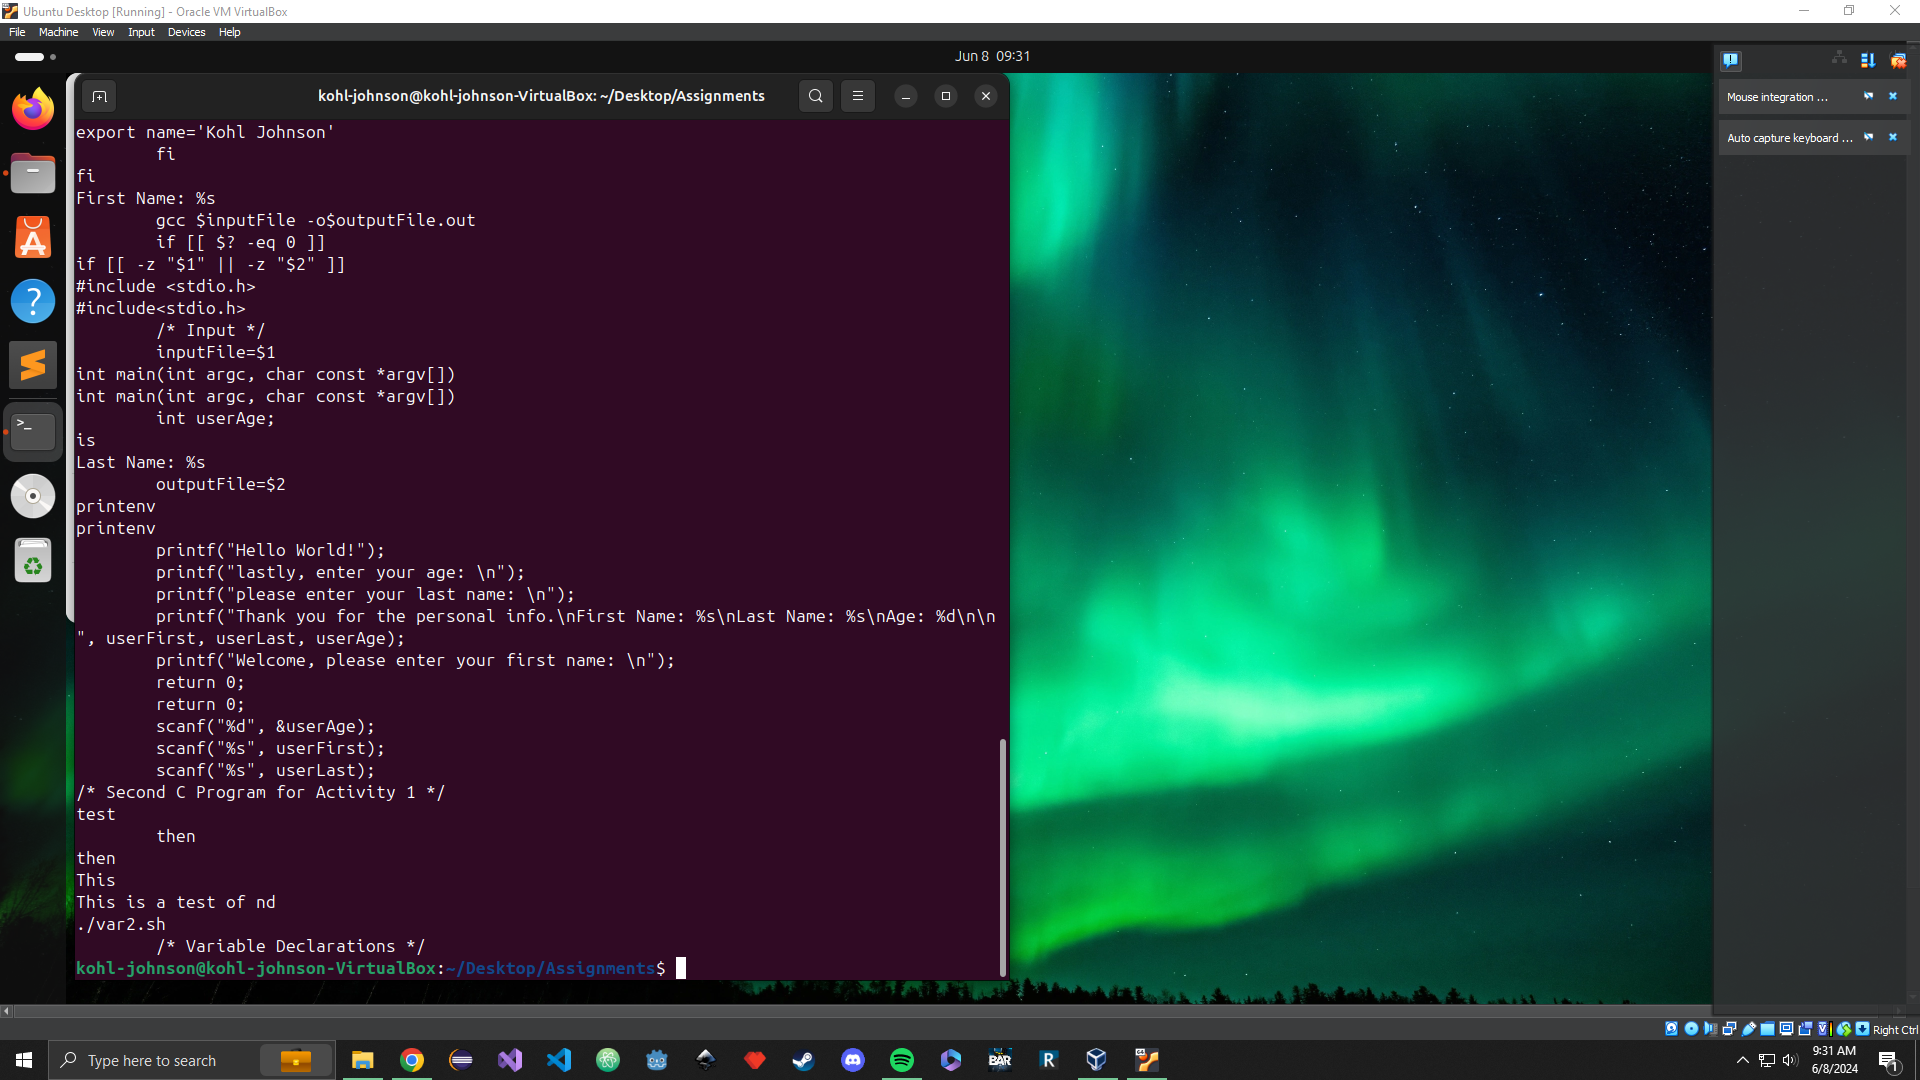 Ubuntu Desktop [Running] - Oracle VM VirtualBox
File Machine View Input Devices Help
Jun 8 09:31
kohl-johnson@kohl-johnson-VirtualBox: ~/Desktop/Assignments
Mouse integration ...
Auto capture keyboard ...
export name='Kohl Johnson'
        fi
fi
First Name: %s
        gcc $inputFile -o$outputFile.out
        if [[ $? -eq 0 ]]
if [[ -z "$1" || -z "$2" ]]
#include <stdio.h>
#include<stdio.h>
        /* Input */
        inputFile=$1
int main(int argc, char const *argv[])
int main(int argc, char const *argv[])
        int userAge;
is
Last Name: %s
        outputFile=$2
printenv
printenv
        printf("Hello World!");
        printf("lastly, enter your age: \n");
        printf("please enter your last name: \n");
        printf("Thank you for the personal info.\nFirst Name: %s\nLast Name: %s\nAge: %d\n\n
", userFirst, userLast, userAge);
        printf("Welcome, please enter your first name: \n");
        return 0;
        return 0;
        scanf("%d", &userAge);
        scanf("%s", userFirst);
        scanf("%s", userLast);
/* Second C Program for Activity 1 */
test
        then
then
This
This is a test of nd
./var2.sh
        /* Variable Declarations */
kohl-johnson@kohl-johnson-VirtualBox:~/Desktop/Assignments$
Right Ctrl
Type here to search
BAR
R
9:31 AM
6/8/2024
1